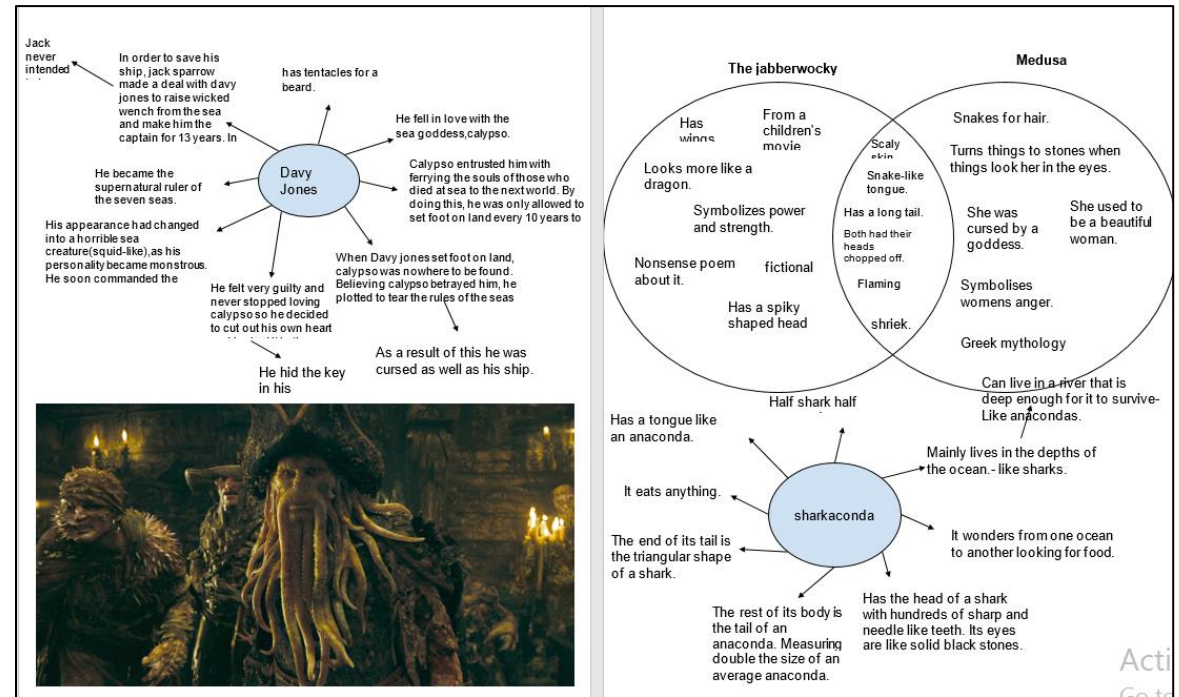 Jack
never
intended
In order to save his
ship, jack sparrow
made a deal with davy
jones to raise wicked
wench from the sea
and make him the
captain for 13 years. In
has tentacles for a
beard.
He fell in love with the
sea goddess,calypso.
Davy
Jones
Calypso entrusted him with
ferrying the souls of those who
died at sea to the next world. By
doing this, he was only allowed to
set foot on land every 10 years to
He became the
supernatural ruler of
the seven seas.
His appearance had changed
into a horrible sea
creature(squid-like),as his
personality became monstrous.
He soon commanded the
He felt very guilty and
never stopped loving
calypso so he decided
to cut out his own heart
When Davy jones set foot on land,
calypso was nowhere to be found.
Believing calypso betrayed him, he
plotted to tear the rules of the seas
He hid the key
in his
As a result of this he was
cursed as well as his ship.
The jabberwocky
Medusa
Has
wings
From a
children's
movie
Looks more like a
dragon.
Symbolizes power
and strength.
Nonsense poem
about it.
fictional
Has a spiky
shaped head
Scaly
skin
Snake-like
tongue.
Has a long tail.
Both had their
heads
chopped off.
Flaming
shriek.
Snakes for hair.
Turns things to stones when
things look her in the eyes.
She was
cursed by a
goddess.
She used to
be a beautiful
woman.
Symbolises
womens anger.
Greek mythology
Can live in a river that is
deep enough for it to survive-
Like anacondas.
Half shark half
Has a tongue like
an anaconda.
Mainly lives in the depths of
the ocean.- like sharks.
It eats anything.
sharkaconda
The end of its tail is
the triangular shape
of a shark.
It wonders from one ocean
to another looking for food.
The rest of its body is
the tail of an
anaconda. Measuring
double the size of an
average anaconda.
Has the head of a shark
with hundreds of sharp and
needle like teeth. Its eyes
are like solid black stones.
Acti
Go to